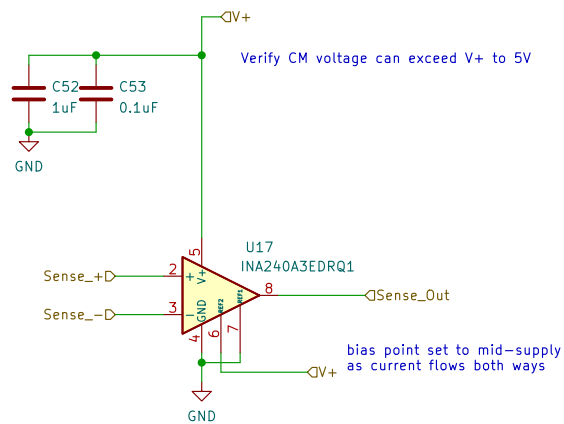 V+
Verify CM voltage can exceed V+ to 5V
C52
1uF
C53
0.1uF
GND
U17
INA240A3EDRQ1
5
V+
Sense_+
2
+
8
Sense_Out
Sense_-
3
-
GND
REF2
REF1
4
6
7
V+
bias point set to mid-supply
as current flows both ways
GND